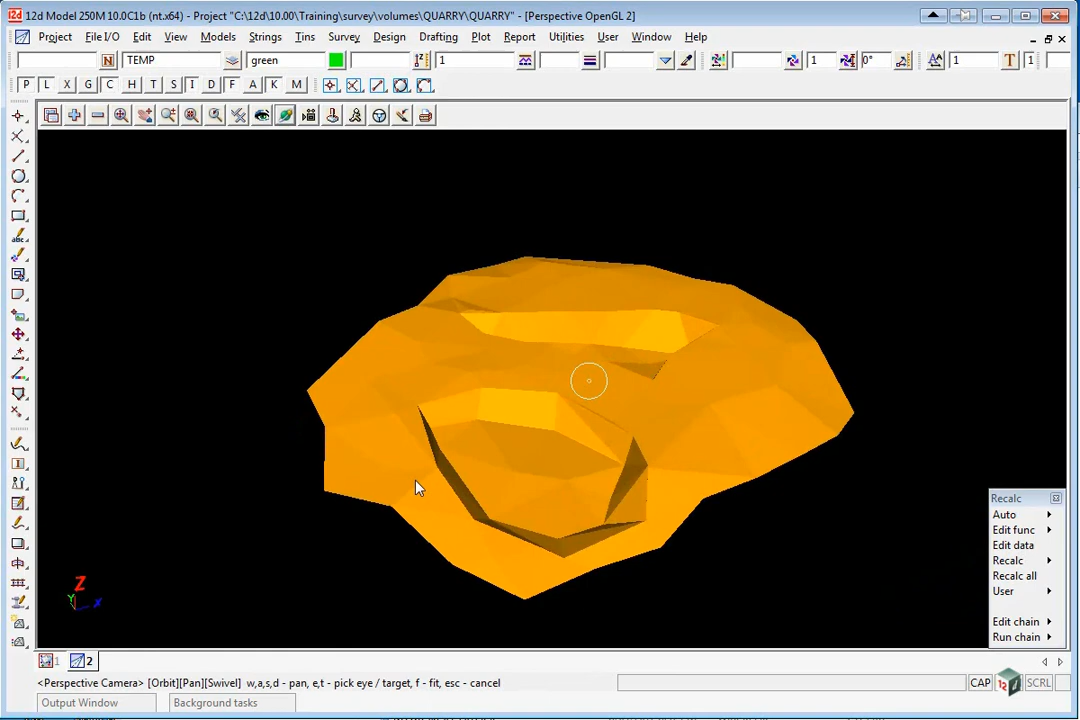 12d Model 250M 10.0C1b (nt.x64) - Project "C:\12d\10.00\Training\survey\volumes\QUARRY\QUARRY" - [Perspective OpenGL 2]
Project File I/O Edit View Models Strings Tins Survey Design Drafting Plot Report Utilities User Window Help
N TEMP green 1 1 0° 1 T 1
P L X G C H T S I D F A K M
Z
Y X
Recalc
Auto
Edit func
Edit data
Recalc
Recalc all
User
Edit chain
Run chain
1 2
<Perspective Camera> [Orbit][Pan][Swivel] w,a,s,d - pan, e,t - pick eye / target, f - fit, esc - cancel
CAP 12 SCRL
Output Window Background tasks